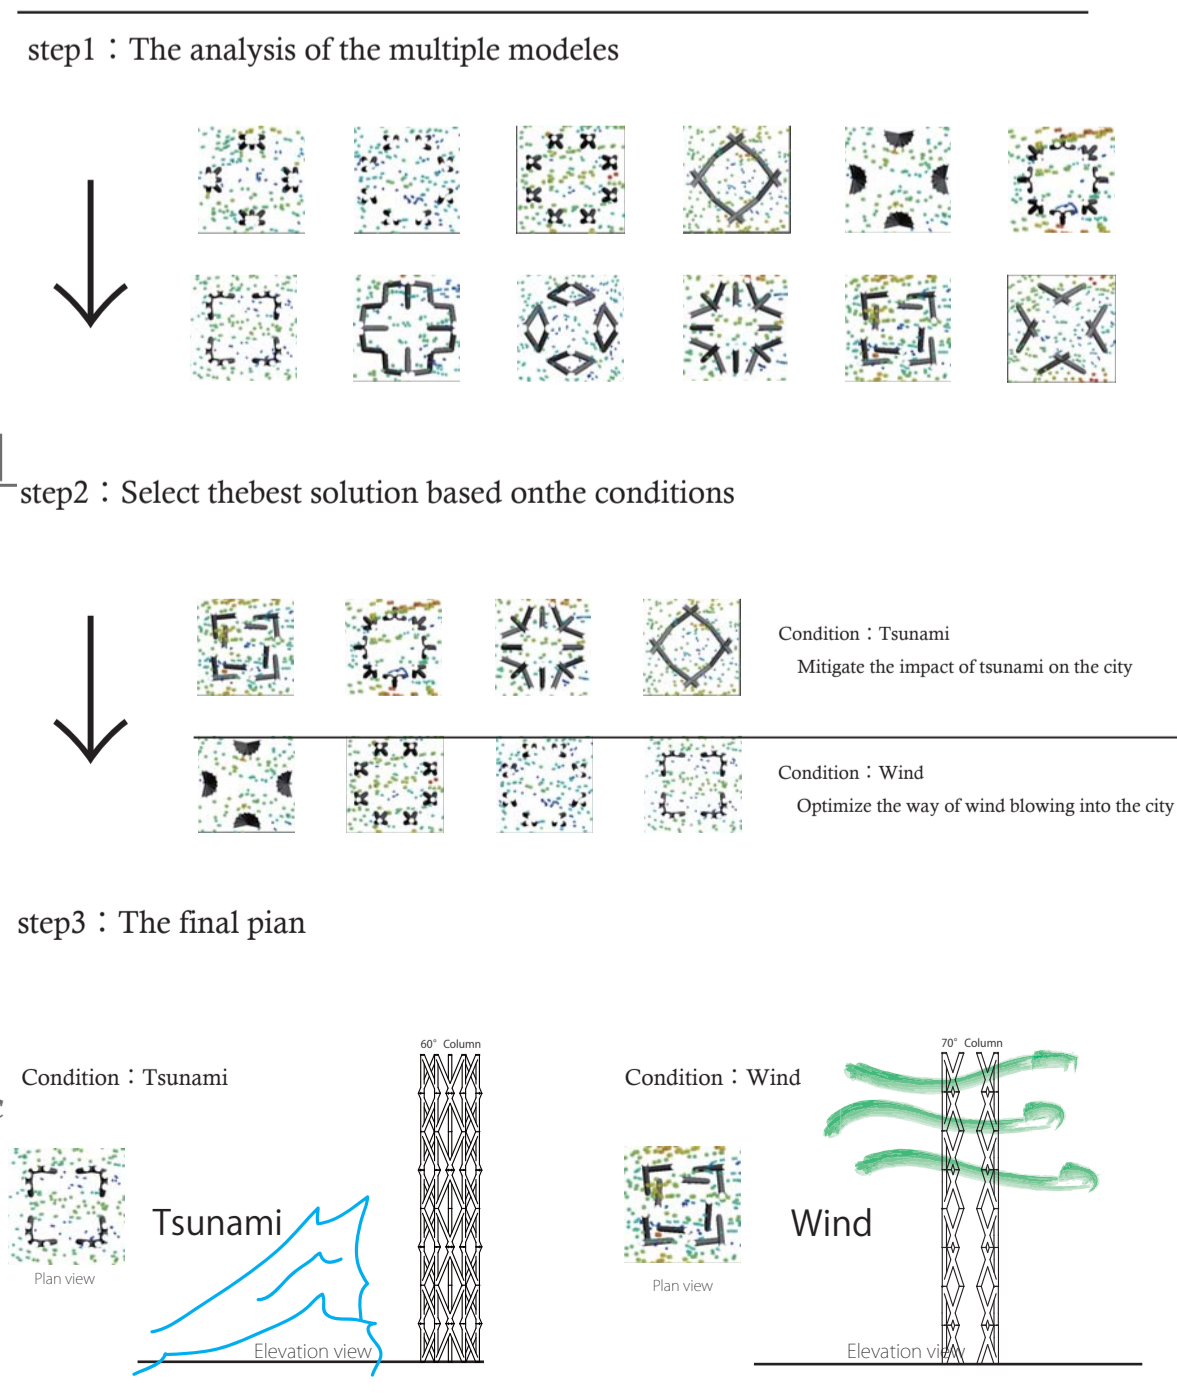 step1：The analysis of the multiple modeles
step2：Select thebest solution based onthe conditions
Condition：Tsunami
Mitigate the impact of tsunami on the city
Condition：Wind
Optimize the way of wind blowing into the city
step3：The final pian
Condition：Tsunami
60° Column
Tsunami
Plan view
Elevation view
Condition：Wind
70° Column
Wind
Plan view
Elevation view